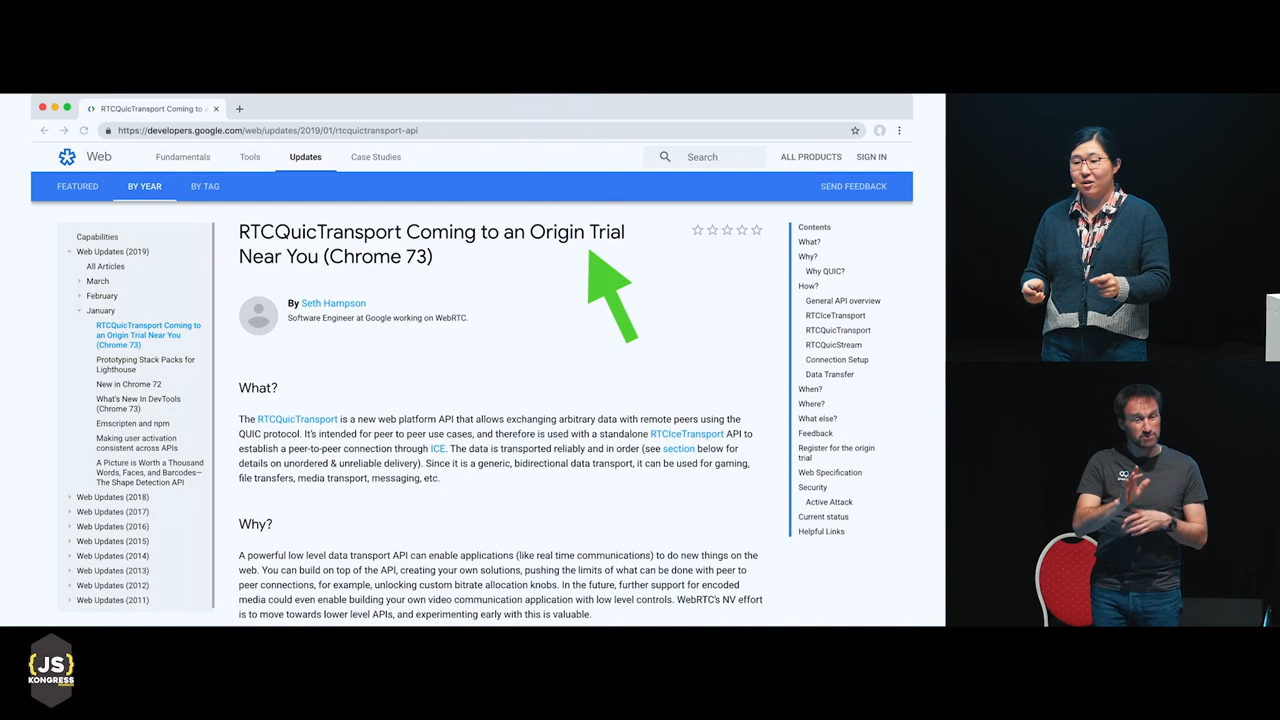 RTCQuicTransport Coming to a
https://developers.google.com/web/updates/2019/01/rtcquictransport-api
Web
Fundamentals
Tools
Updates
Case Studies
Search
ALL PRODUCTS
SIGN IN
FEATURED
BY YEAR
BY TAG
SEND FEEDBACK
Capabilities
Web Updates (2019)
All Articles
March
February
January
RTCQuicTransport Coming to
an Origin Trial Near You
(Chrome 73)
Prototyping Stack Packs for
Lighthouse
New in Chrome 72
What's New In DevTools
(Chrome 73)
Emscripten and npm
Making user activation
consistent across APIs
A Picture is Worth a Thousand
Words, Faces, and Barcodes—
The Shape Detection API
Web Updates (2018)
Web Updates (2017)
Web Updates (2016)
Web Updates (2015)
Web Updates (2014)
Web Updates (2013)
Web Updates (2012)
Web Updates (2011)
RTCQuicTransport Coming to an Origin Trial
Near You (Chrome 73)
By Seth Hampson
Software Engineer at Google working on WebRTC.
What?
The RTCQuicTransport is a new web platform API that allows exchanging arbitrary data with remote peers using the
QUIC protocol. It's intended for peer to peer use cases, and therefore is used with a standalone RTCIceTransport API to
establish a peer-to-peer connection through ICE. The data is transported reliably and in order (see section below for
details on unordered & unreliable delivery). Since it is a generic, bidirectional data transport, it can be used for gaming,
file transfers, media transport, messaging, etc.
Why?
A powerful low level data transport API can enable applications (like real time communications) to do new things on the
web. You can build on top of the API, creating your own solutions, pushing the limits of what can be done with peer to
peer connections, for example, unlocking custom bitrate allocation knobs. In the future, further support for encoded
media could even enable building your own video communication application with low level controls. WebRTC's NV effort
is to move towards lower level APIs, and experimenting early with this is valuable.
Contents
What?
Why?
Why QUIC?
How?
General API overview
RTCIceTransport
RTCQuicTransport
RTCQuicStream
Connection Setup
Data Transfer
When?
Where?
What else?
Feedback
Register for the origin
trial
Web Specification
Security
Active Attack
Current status
Helpful Links
{JS}
KONGRESS